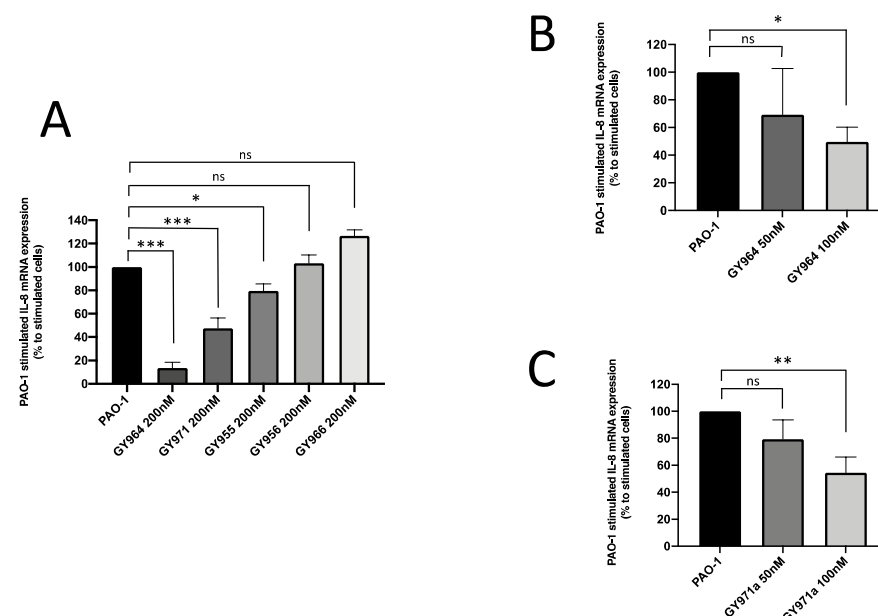 A
ns
ns
*
***
***
PAO-1 stimulated IL-8 mRNA expression
(% to stimulated cells)
140
120
100
80
60
40
20
0
PAO-1
GY964 200nM
GY971 200nM
GY955 200nM
GY956 200nM
GY966 200nM
B
*
ns
PAO-1 stimulated IL-8 mRNA expression
(% to stimulated cells)
120
100
80
60
40
20
0
PAO-1
GY964 50nM
GY964 100nM
C
**
ns
PAO-1 stimulated IL-8 mRNA expression
(% to stimulated cells)
120
100
80
60
40
20
0
PAO-1
GY971a 50nM
GY971a 100nM